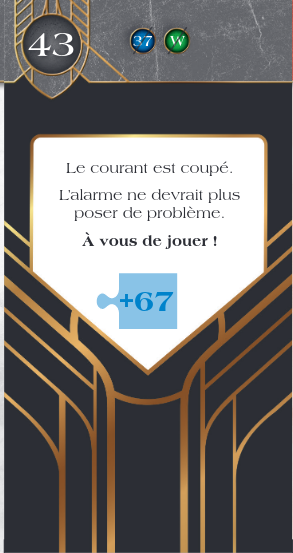 43
37 W
Le courant est coupé.
L'alarme ne devrait plus
poser de problème.
À vous de jouer !
+67